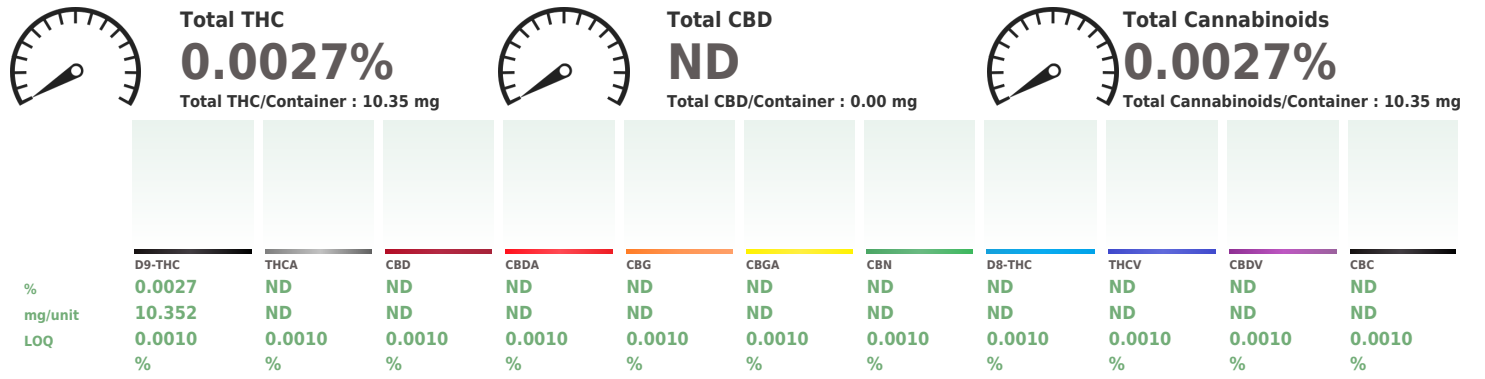 Total THC
0.0027%
Total THC/Container : 10.35 mg
Total CBD
ND
Total CBD/Container : 0.00 mg
Total Cannabinoids
0.0027%
Total Cannabinoids/Container : 10.35 mg
D9-THC THCA CBD CBDA CBG CBGA CBN D8-THC THCV CBDV CBC
% 0.0027 ND ND ND ND ND ND ND ND ND ND
mg/unit 10.352 ND ND ND ND ND ND ND ND ND ND
LOQ 0.0010 0.0010 0.0010 0.0010 0.0010 0.0010 0.0010 0.0010 0.0010 0.0010 0.0010
% % % % % % % % % % %